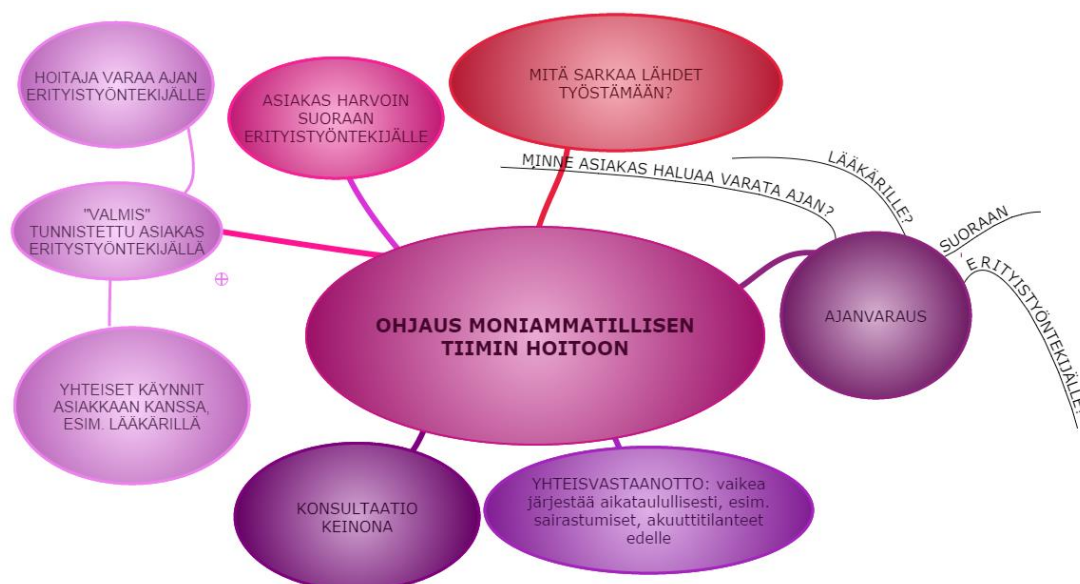 HOITAJA VARAA AJAN
ERITYISTYÖNTEKIJÄLLE
ASIAKAS HARVOIN
SUORAAN
ERITYISTYÖNTEKIJÄLLE
MITÄ SARKAA LÄHDET
TYÖSTÄMÄÄN?
MINNE ASIAKAS HALUAA VARATA AJAN?
LÄÄKÄRILLE?
SUORAAN
ERITYISTYÖNTEKIJÄLLE?
"VALMIS"
TUNNISTETTU ASIAKAS
ERITYSTYÖNTEKIJÄLLÄ
OHJAUS MONIAMMATILLISEN
TIIMIN HOITOON
AJANVARAUS
YHTEISET KÄYNNIT
ASIAKKAAN KANSSA,
ESIM. LÄÄKÄRILLÄ
KONSULTAATIO
KEINONA
YHTEISVASTAANOTTO: vaikea
järjestää aikataulullisesti, esim.
sairastumiset, akuuttitilanteet
edelle